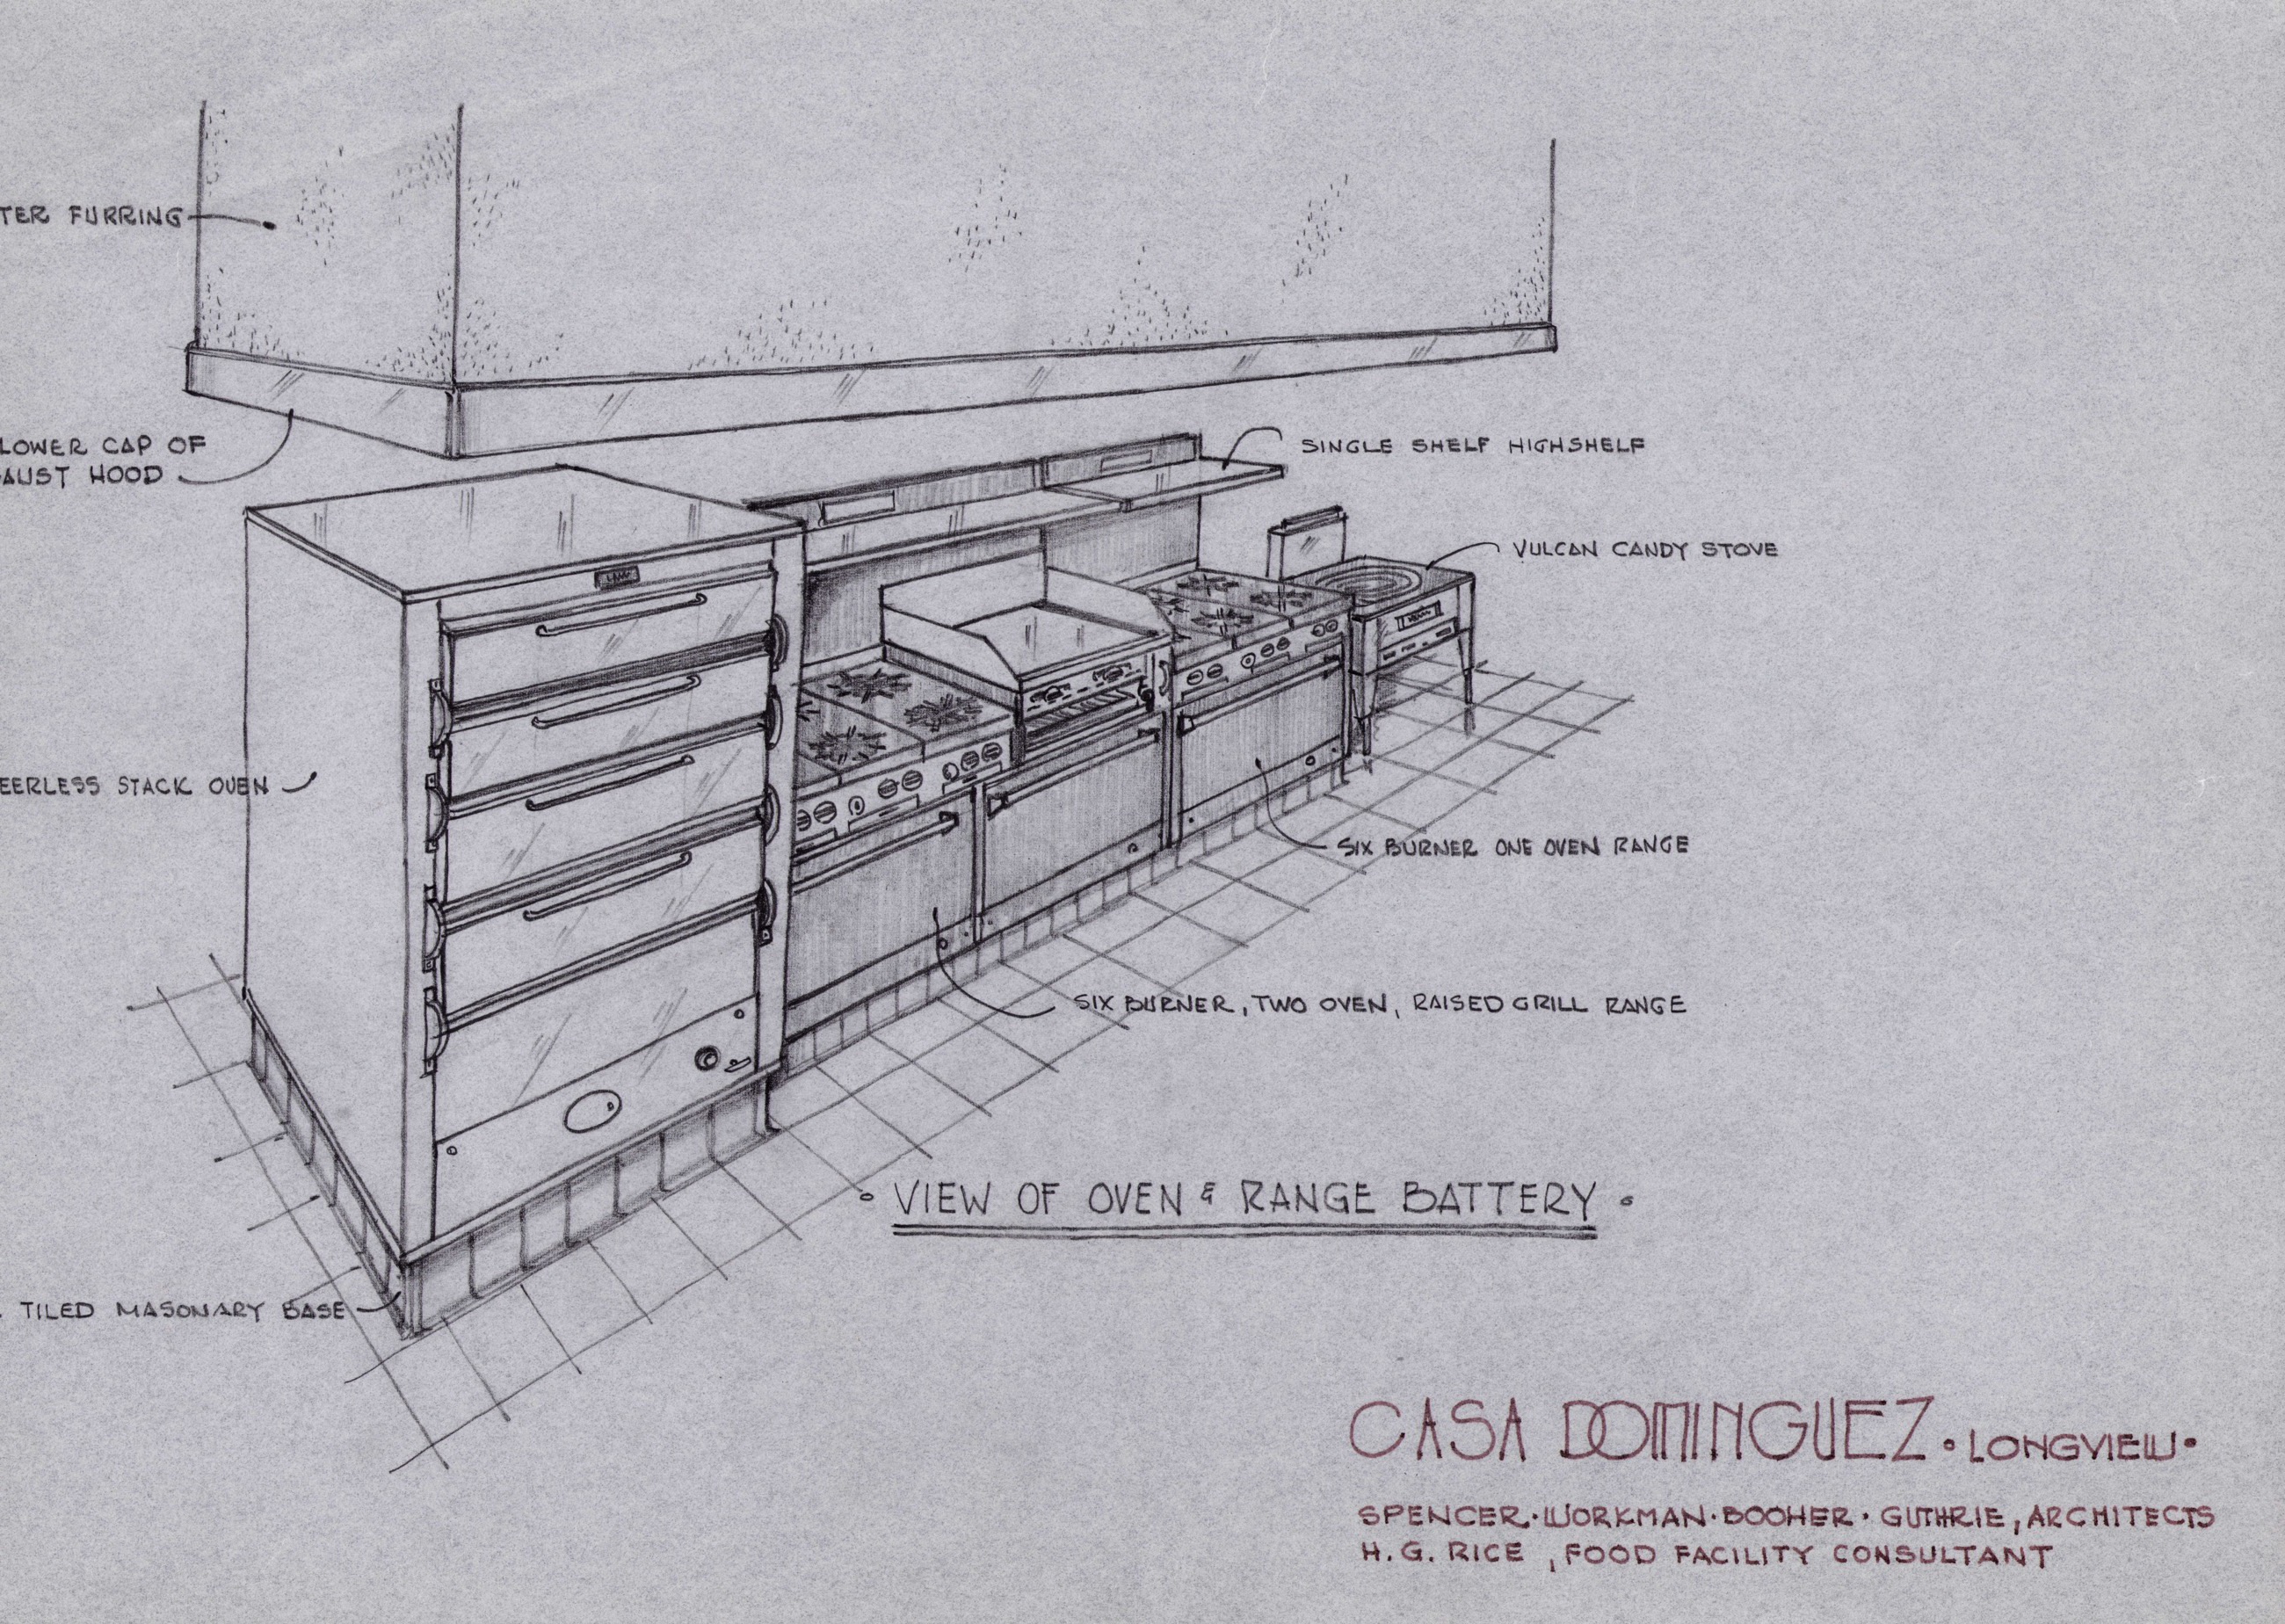 TER FURRING
LOWER CAP OF
AUST HOOD
SINGLE SHELF HIGHSHELF
VULCAN CANDY STOVE
EERLESS STACK OVEN
SIX BURNER ONE OVEN RANGE
SIX BURNER, TWO OVEN, RAISED GRILL RANGE
• VIEW OF OVEN & RANGE BATTERY •
TILED MASONARY BASE
CASA DOMINGUEZ • LONGVIEW •
SPENCER • WORKMAN • BOOHER • GUTHRIE, ARCHITECTS
H. G. RICE, FOOD FACILITY CONSULTANT